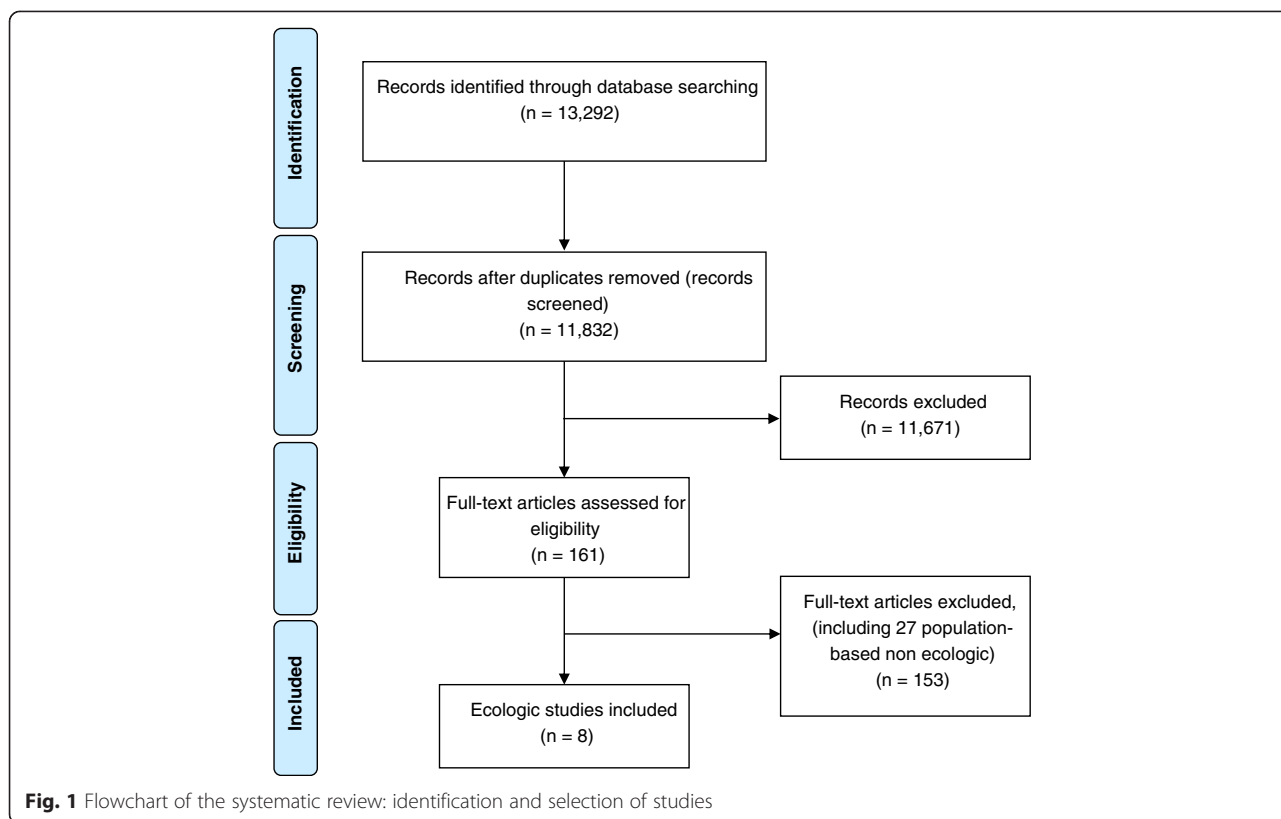 Identification
Records identified through database searching
(n = 13,292)
Screening
Records after duplicates removed (records
screened)
(n = 11,832)
Records excluded
(n = 11,671)
Eligibility
Full-text articles assessed for
eligibility
(n = 161)
Full-text articles excluded,
(including 27 population-
based non ecologic)
(n = 153)
Included
Ecologic studies included
(n = 8)
Fig. 1 Flowchart of the systematic review: identification and selection of studies